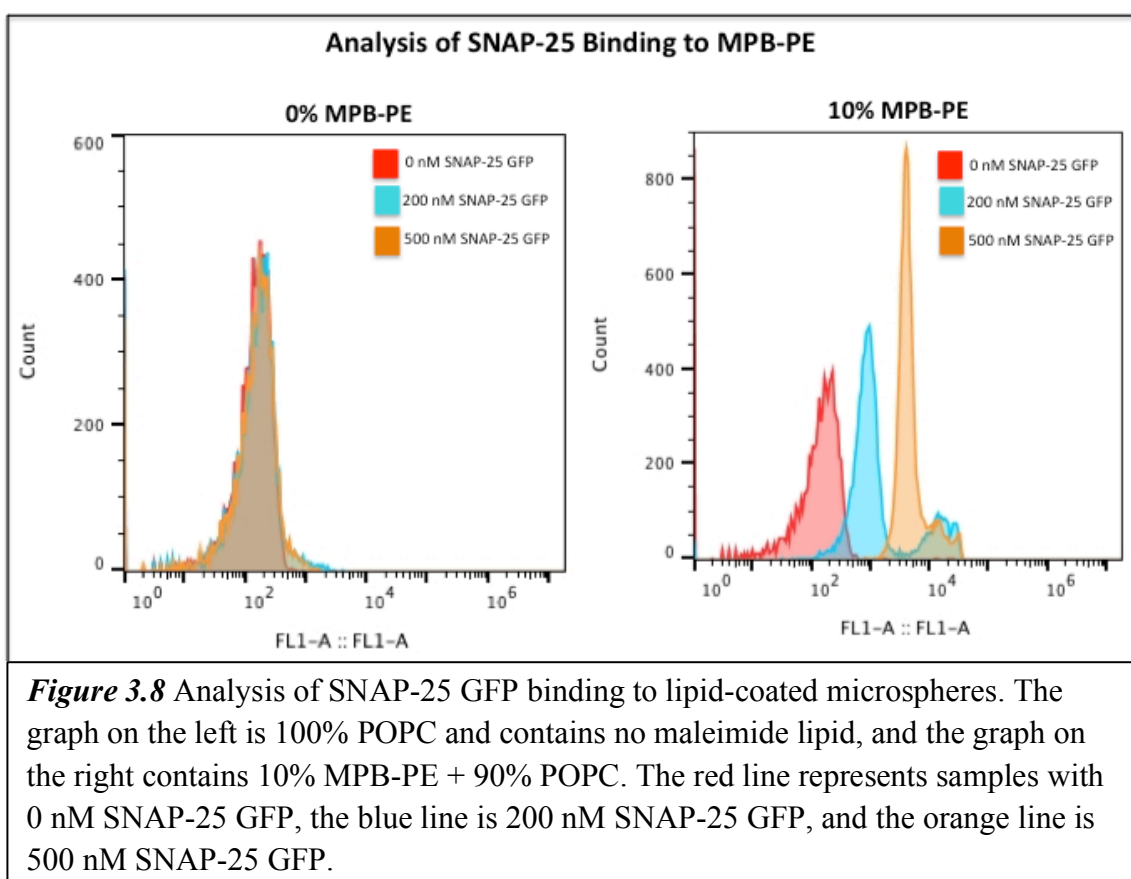 Analysis of SNAP-25 Binding to MPB-PE
0% MPB-PE
600
400
200
0
Count
10^0 10^2 10^4 10^6
FL1-A :: FL1-A
0 nM SNAP-25 GFP
200 nM SNAP-25 GFP
500 nM SNAP-25 GFP
10% MPB-PE
800
600
400
200
0
Count
10^0 10^2 10^4 10^6
FL1-A :: FL1-A
0 nM SNAP-25 GFP
200 nM SNAP-25 GFP
500 nM SNAP-25 GFP
Figure 3.8 Analysis of SNAP-25 GFP binding to lipid-coated microspheres. The
graph on the left is 100% POPC and contains no maleimide lipid, and the graph on
the right contains 10% MPB-PE + 90% POPC. The red line represents samples with
0 nM SNAP-25 GFP, the blue line is 200 nM SNAP-25 GFP, and the orange line is
500 nM SNAP-25 GFP.